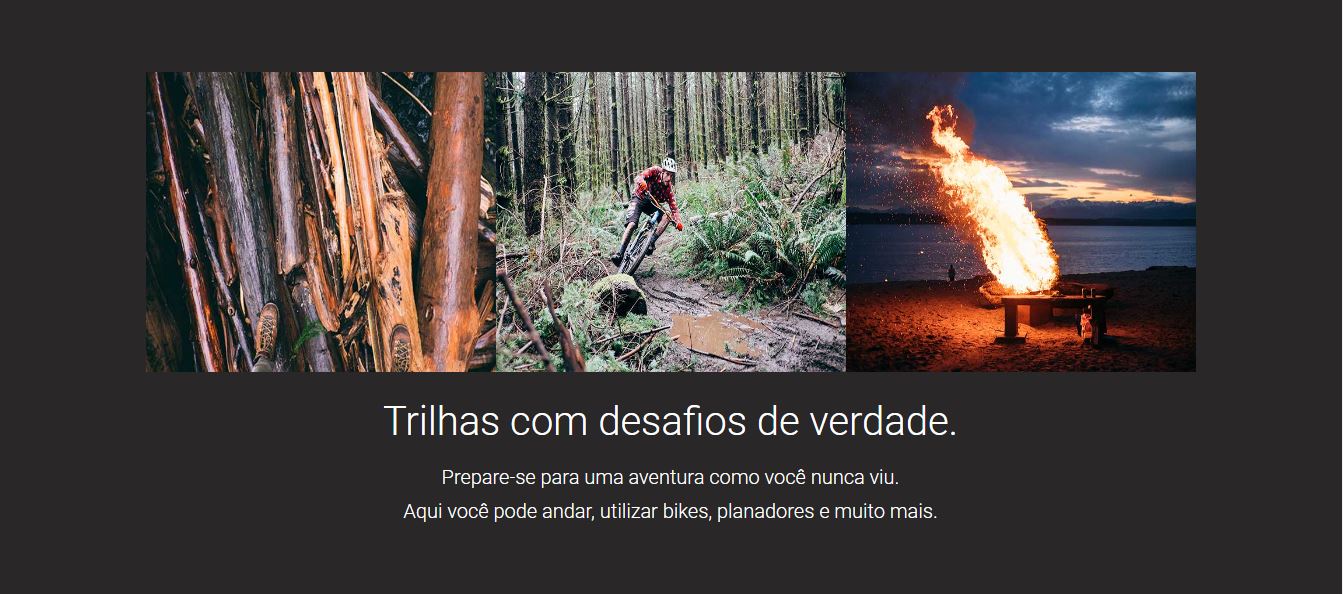 Trilhas com desafios de verdade.
Prepare-se para uma aventura como você nunca viu.
Aqui você pode andar, utilizar bikes, planadores e muito mais.